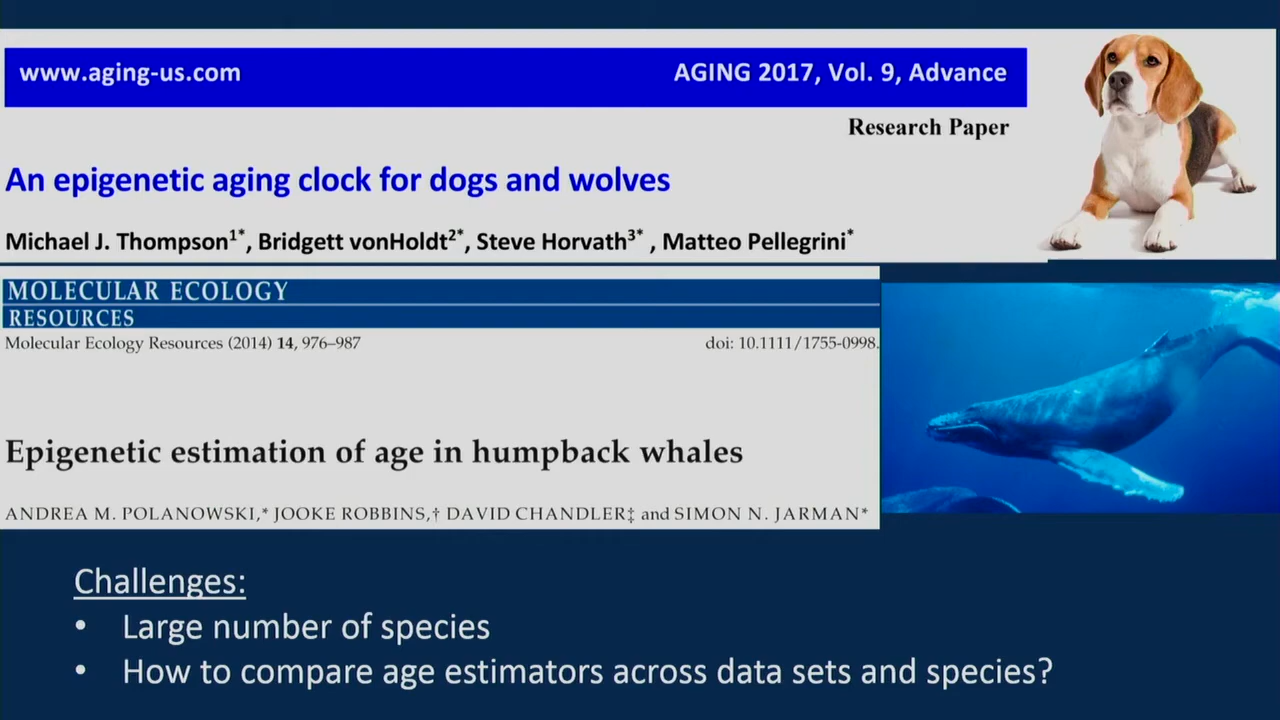 www.aging-us.com AGING 2017, Vol. 9, Advance
Research Paper
An epigenetic aging clock for dogs and wolves
Michael J. Thompson1*, Bridgett vonHoldt2*, Steve Horvath3* , Matteo Pellegrini*
MOLECULAR ECOLOGY
RESOURCES
Molecular Ecology Resources (2014) 14, 976–987 doi: 10.1111/1755-0998.
Epigenetic estimation of age in humpback whales
ANDREA M. POLANOWSKI,* JOOKE ROBBINS,† DAVID CHANDLER‡ and SIMON N. JARMAN*
Challenges:
• Large number of species
• How to compare age estimators across data sets and species?